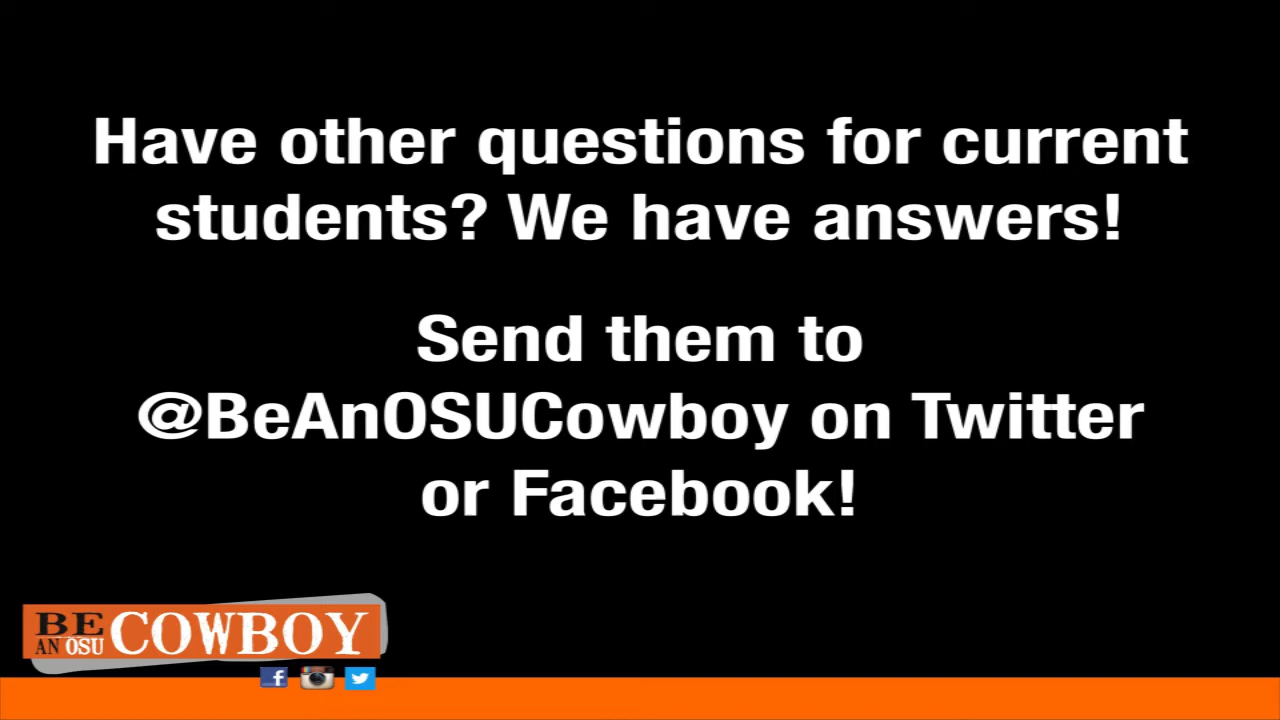 Have other questions for current
students? We have answers!
Send them to
@BeAnOSUCowboy on Twitter
or Facebook!
BE
AN OSU
COWBOY